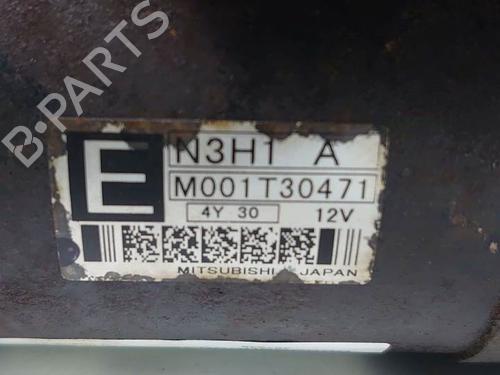 B-PARTS
E
N3H1 A
M001T30471
4Y 30 12V
MITSUBISHI JAPAN